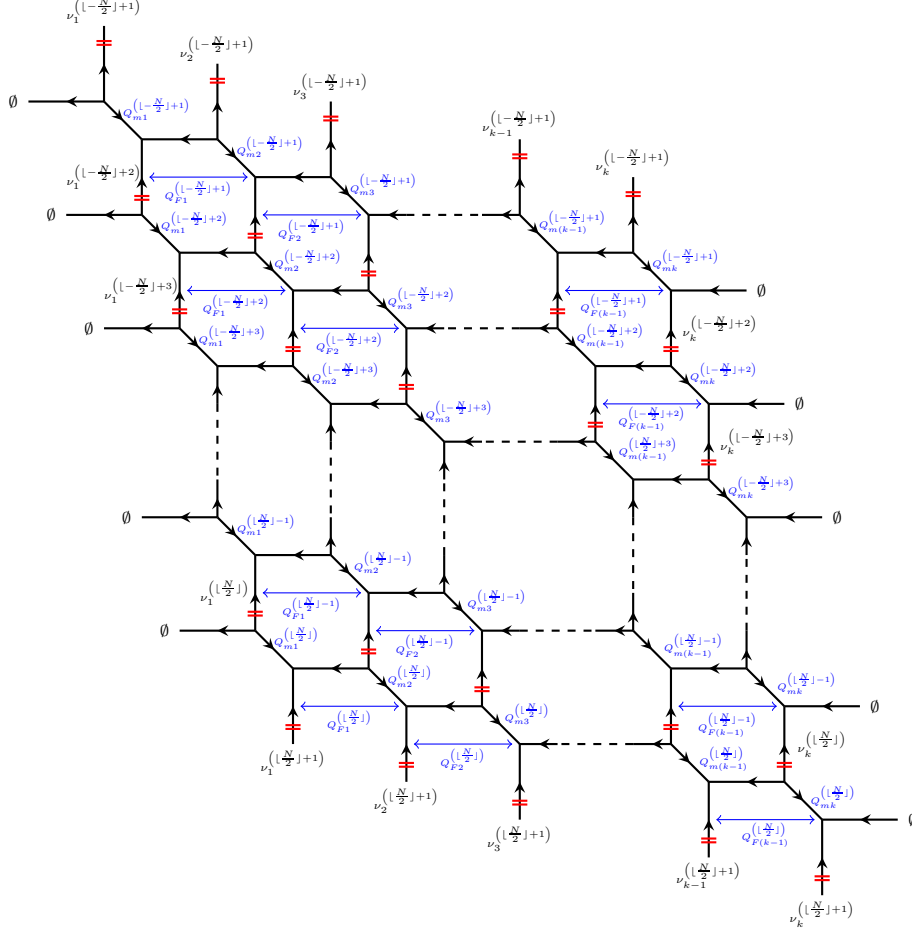 ν_1^{(⌊-N/2⌋+1)}
ν_2^{(⌊-N/2⌋+1)}
ν_3^{(⌊-N/2⌋+1)}
∅
Q_{m1}^{(⌊-N/2⌋+1)}
ν_{k-1}^{(⌊-N/2⌋+1)}
Q_{m2}^{(⌊-N/2⌋+1)}
ν_k^{(⌊-N/2⌋+1)}
ν_1^{(⌊-N/2⌋+2)}
Q_{F1}^{(⌊-N/2⌋+1)}
Q_{m3}^{(⌊-N/2⌋+1)}
∅
Q_{m1}^{(⌊-N/2⌋+2)}
Q_{F2}^{(⌊-N/2⌋+1)}
Q_{m(k-1)}^{(⌊-N/2⌋+1)}
Q_{m2}^{(⌊-N/2⌋+2)}
Q_{mk}^{(⌊-N/2⌋+1)}
ν_1^{(⌊-N/2⌋+3)}
Q_{F1}^{(⌊-N/2⌋+2)}
Q_{m3}^{(⌊-N/2⌋+2)}
Q_{F(k-1)}^{(⌊-N/2⌋+1)}
∅
∅
Q_{m1}^{(⌊-N/2⌋+3)}
Q_{F2}^{(⌊-N/2⌋+2)}
Q_{m(k-1)}^{(⌊-N/2⌋+2)}
ν_k^{(⌊-N/2⌋+2)}
Q_{m2}^{(⌊-N/2⌋+3)}
Q_{mk}^{(⌊-N/2⌋+2)}
Q_{m3}^{(⌊-N/2⌋+3)}
Q_{F(k-1)}^{(⌊-N/2⌋+2)}
∅
Q_{m(k-1)}^{(⌊N/2⌋+3)}
ν_k^{(⌊-N/2⌋+3)}
Q_{mk}^{(⌊-N/2⌋+3)}
∅
Q_{m1}^{(⌊N/2⌋-1)}
∅
Q_{m2}^{(⌊N/2⌋-1)}
ν_1^{(⌊N/2⌋)}
Q_{F1}^{(⌊N/2⌋-1)}
Q_{m3}^{(⌊N/2⌋-1)}
∅
Q_{m1}^{(⌊N/2⌋)}
Q_{F2}^{(⌊N/2⌋-1)}
Q_{m(k-1)}^{(⌊N/2⌋-1)}
Q_{m2}^{(⌊N/2⌋)}
Q_{mk}^{(⌊N/2⌋-1)}
Q_{F1}^{(⌊N/2⌋)}
Q_{m3}^{(⌊N/2⌋)}
Q_{F(k-1)}^{(⌊N/2⌋-1)}
∅
ν_1^{(⌊N/2⌋+1)}
Q_{F2}^{(⌊N/2⌋)}
Q_{m(k-1)}^{(⌊N/2⌋)}
ν_k^{(⌊N/2⌋)}
ν_2^{(⌊N/2⌋+1)}
Q_{mk}^{(⌊N/2⌋)}
ν_3^{(⌊N/2⌋+1)}
Q_{F(k-1)}^{(⌊N/2⌋)}
∅
ν_{k-1}^{(⌊N/2⌋+1)}
ν_k^{(⌊N/2⌋+1)}